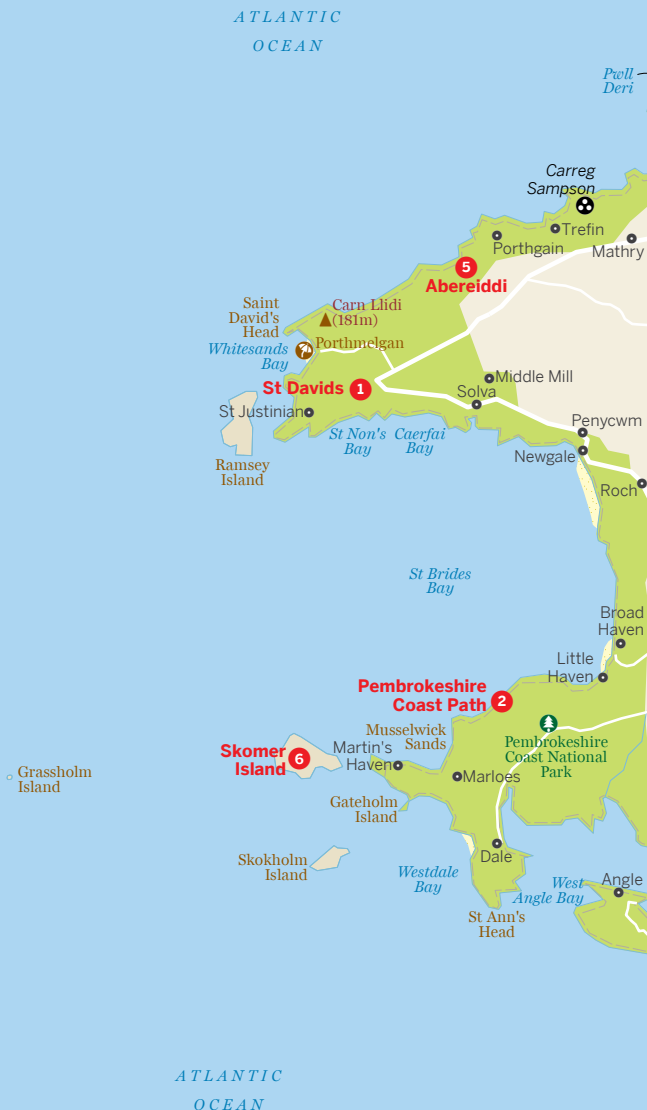 ATLANTIC
OCEAN
Pwll
Deri
Carreg
Sampson
Trefin
Porthgain
Mathry
5
Abereiddi
Saint
David's
Head
Carn Llidi
(181m)
Whitesands
Bay
Porthmelgan
St Davids 1
Middle Mill
Solva
St Justinian
St Non's
Bay
Caerfai
Bay
Penycwm
Newgale
Ramsey
Island
Roch
St Brides
Bay
Broad
Haven
Little
Haven
Pembrokeshire
Coast Path
2
Musselwick
Sands
Pembrokeshire
Coast National
Park
Skomer
Island
6
Martin's
Haven
Marloes
Grassholm
Island
Gateholm
Island
Skokholm
Island
Dale
Westdale
Bay
West
Angle Bay
Angle
St Ann's
Head
ATLANTIC
OCEAN